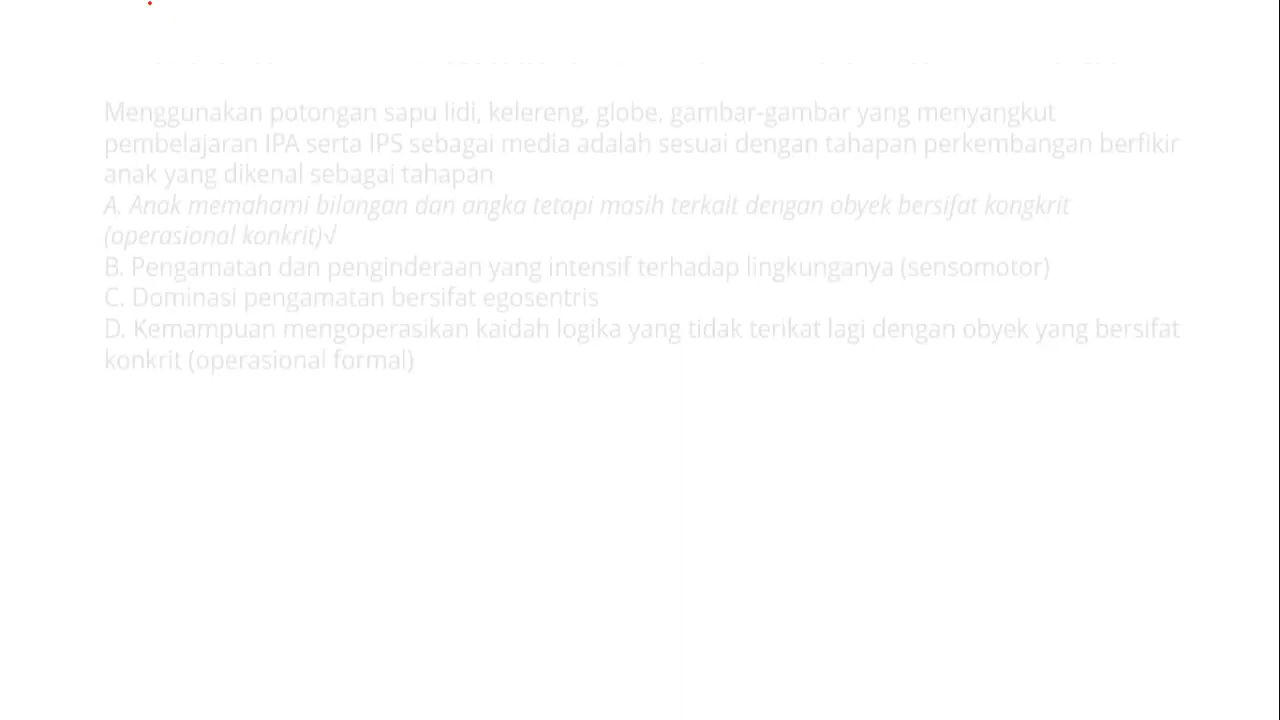 Menggunakan potongan sapu lidi, kelereng, globe, gambar-gambar yang menyangkut
pembelajaran IPA serta IPS sebagai media adalah sesuai dengan tahapan perkembangan berfikir
anak yang dikenal sebagai tahapan
A. Anak memahami bilangan dan angka tetapi masih terkait dengan obyek bersifat kongkrit
(operasional konkrit)√
B. Pengamatan dan penginderaan yang intensif terhadap lingkunganya (sensomotor)
C. Dominasi pengamatan bersifat egosentris
D. Kemampuan mengoperasikan kaidah logika yang tidak terikat lagi dengan obyek yang bersifat
konkrit (operasional formal)